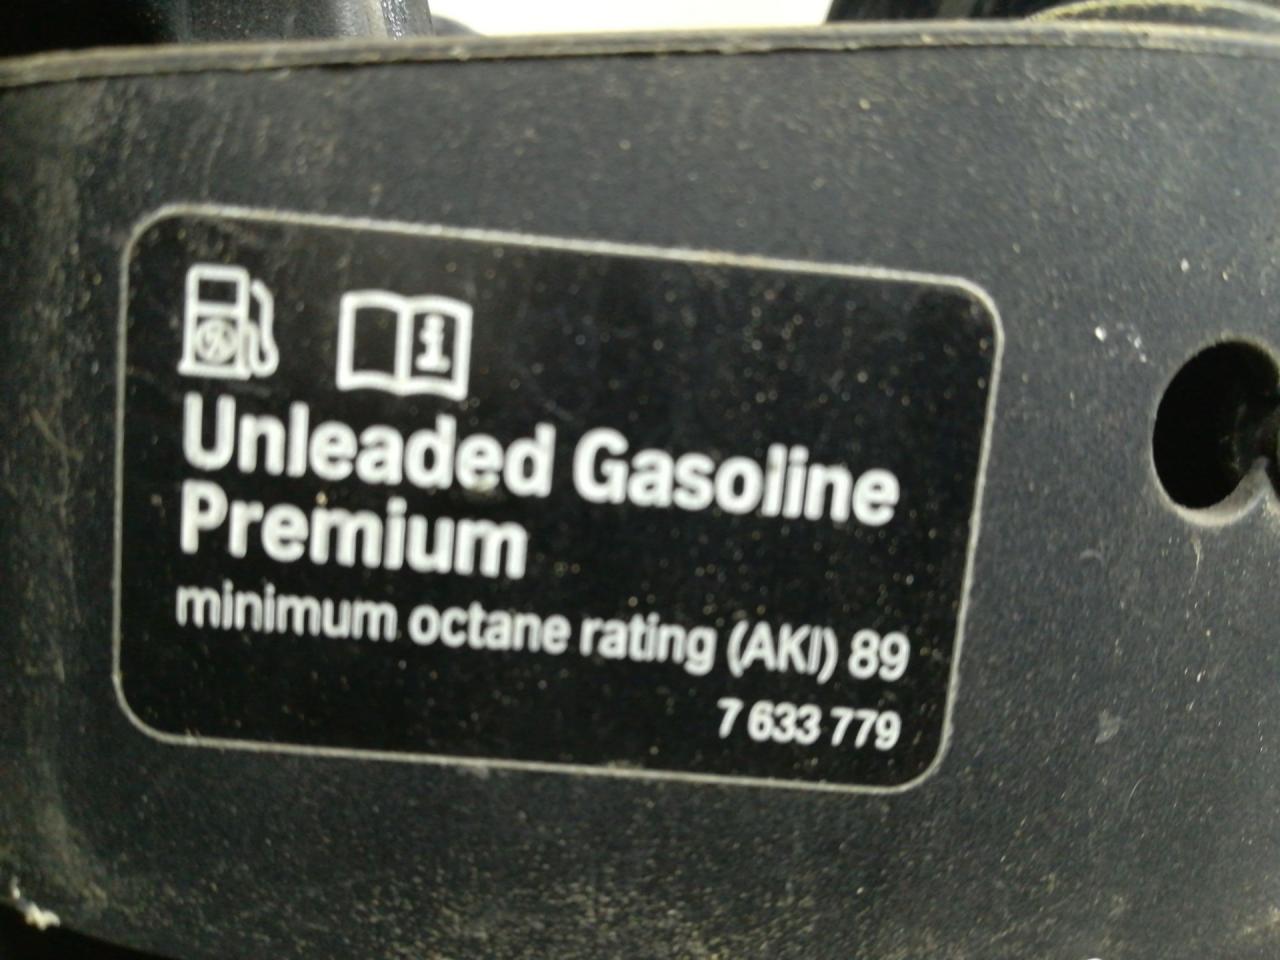 Unleaded Gasoline
Premium
minimum octane rating (AKI) 89
7 633 779